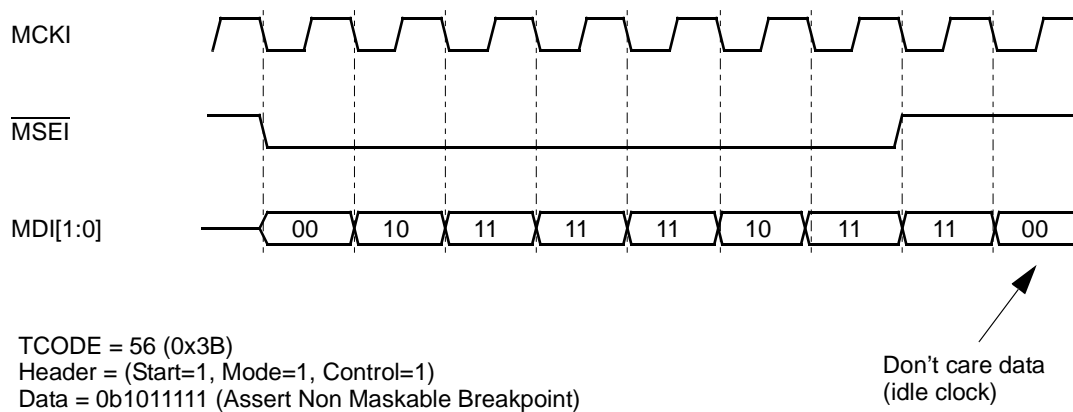 MCKI
MSEI
MDI[1:0]
00 10 11 11 11 10 11 11 00
TCODE = 56 (0x3B)
Header = (Start=1, Mode=1, Control=1)
Data = 0b1011111 (Assert Non Maskable Breakpoint)
Don't care data
(idle clock)